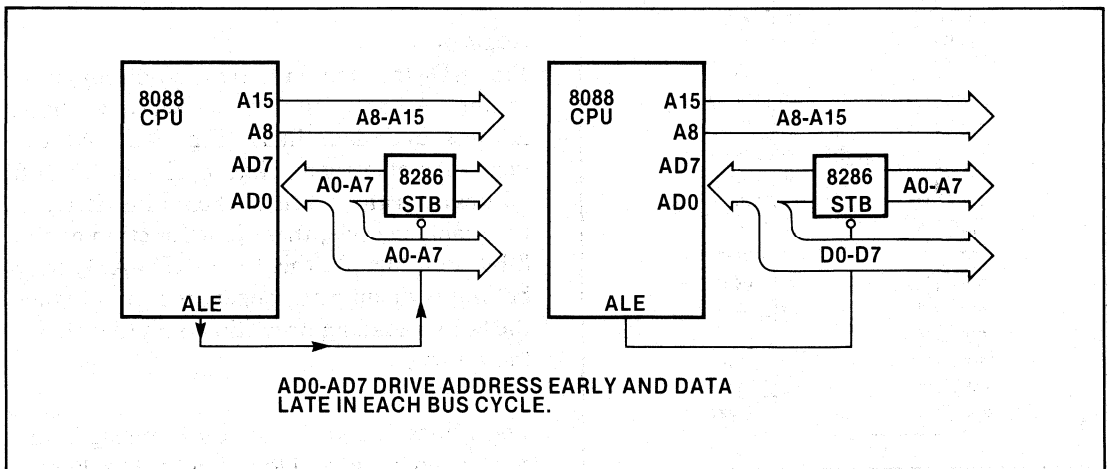 8088
CPU
A15
A8
AD7
AD0
ALE
A8-A15
A0-A7
8286
STB
A0-A7
8088
CPU
A15
A8
AD7
AD0
ALE
A8-A15
8286
STB
A0-A7
D0-D7
AD0-AD7 DRIVE ADDRESS EARLY AND DATA
LATE IN EACH BUS CYCLE.